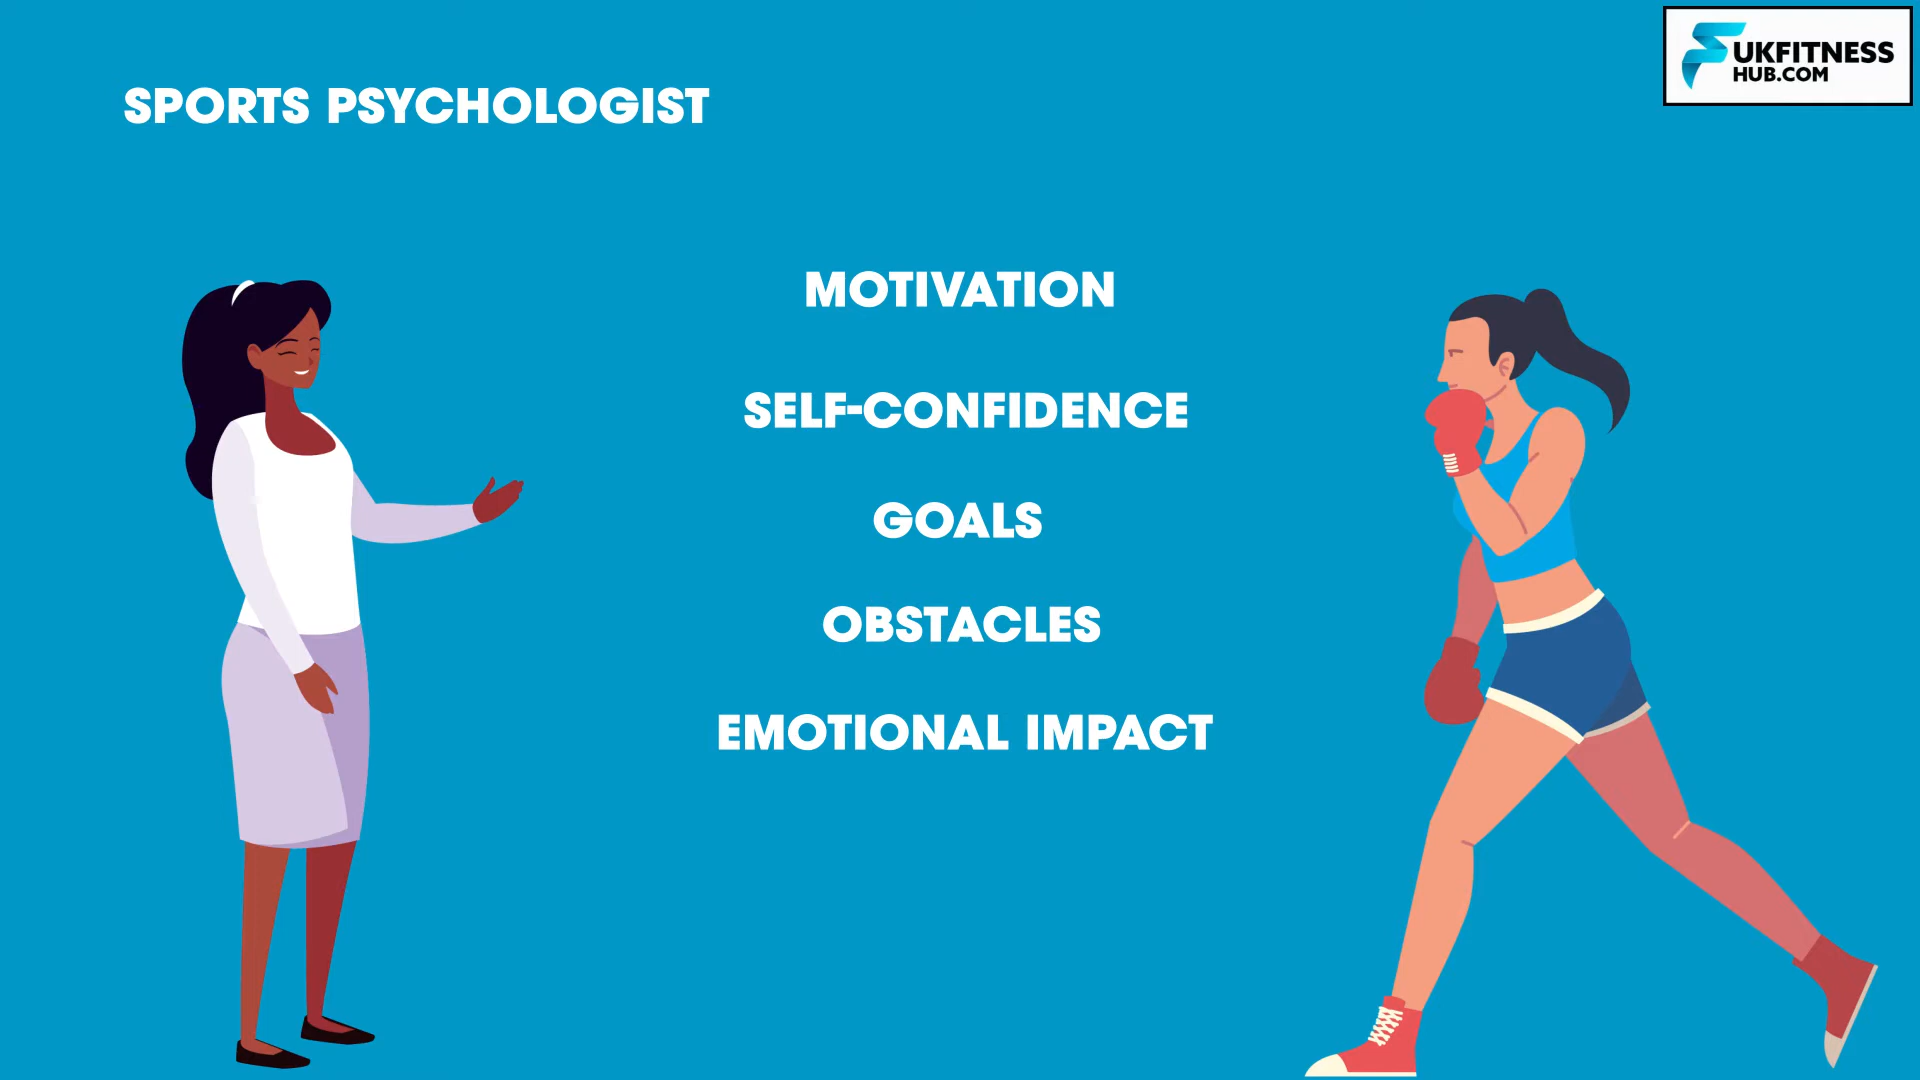 UKFITNESS
HUB.COM
SPORTS PSYCHOLOGIST
MOTIVATION
SELF-CONFIDENCE
GOALS
OBSTACLES
EMOTIONAL IMPACT